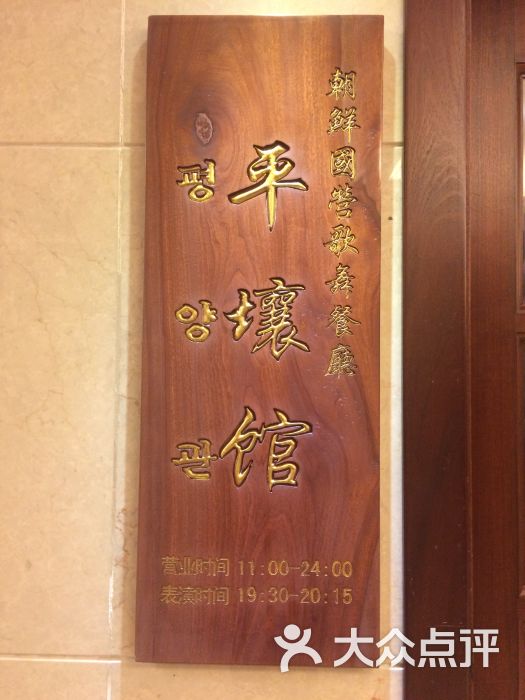 朝鮮國營歌舞餐廳
平壤馆
평양관
营业时间 11:00-24:00
表演时间 19:30-20:15
大众点评